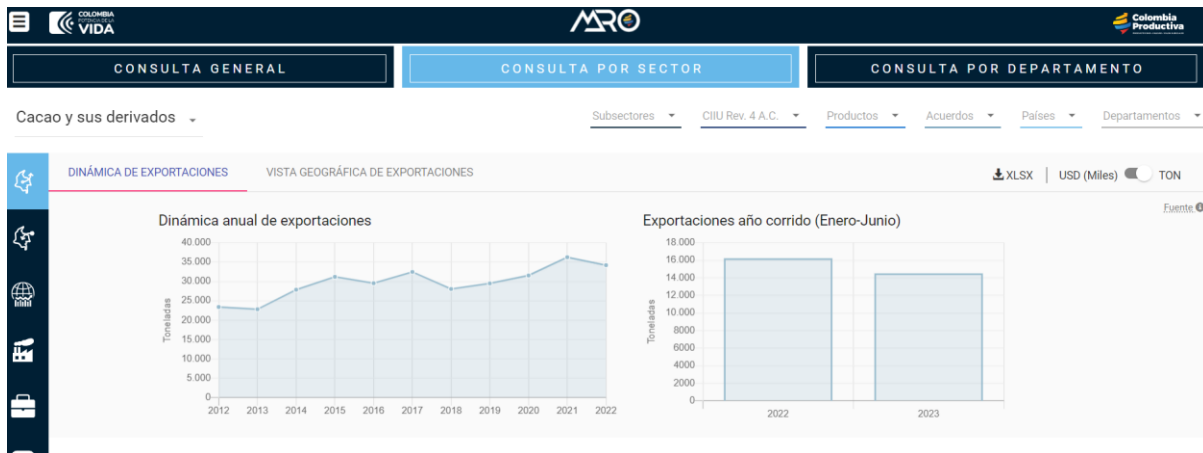 COLOMBIA
POTENCIA DE LA
VIDA
MRO
Colombia
Productiva
CONSULTA GENERAL
CONSULTA POR SECTOR
CONSULTA POR DEPARTAMENTO
Cacao y sus derivados
Subsectores
CIIU Rev. 4 A.C.
Productos
Acuerdos
Países
Departamentos
DINÁMICA DE EXPORTACIONES
VISTA GEOGRÁFICA DE EXPORTACIONES
XLSX | USD (Miles) TON
Fuente
Dinámica anual de exportaciones
40.000
35.000
30.000
25.000
20.000
15.000
10.000
5.000
0
Toneladas
2012 2013 2014 2015 2016 2017 2018 2019 2020 2021 2022
Exportaciones año corrido (Enero-Junio)
18.000
16.000
14.000
12.000
10.000
8000
6000
4000
2000
0
Toneladas
2022 2023